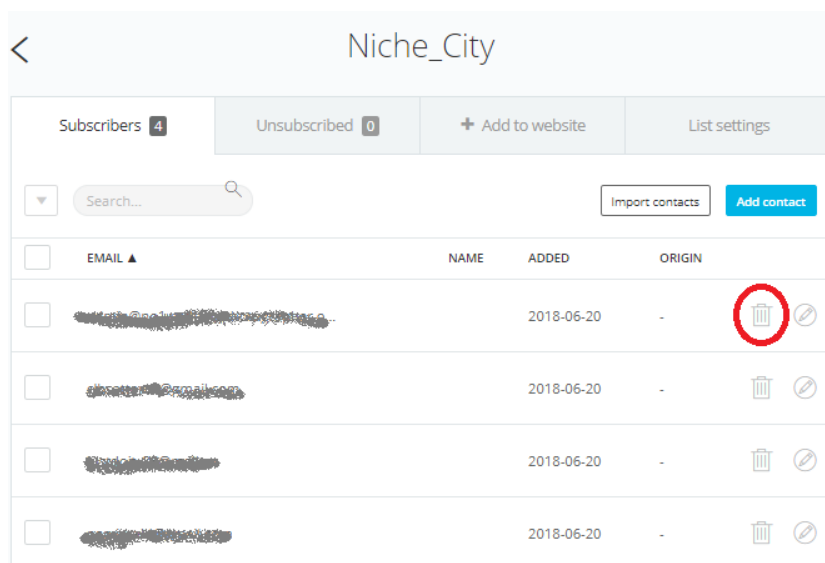 Niche_City
Subscribers 4 Unsubscribed 0 + Add to website List settings
Search... Import contacts Add contact
EMAIL ▲ NAME ADDED ORIGIN
2018-06-20 -
2018-06-20 -
2018-06-20 -
2018-06-20 -